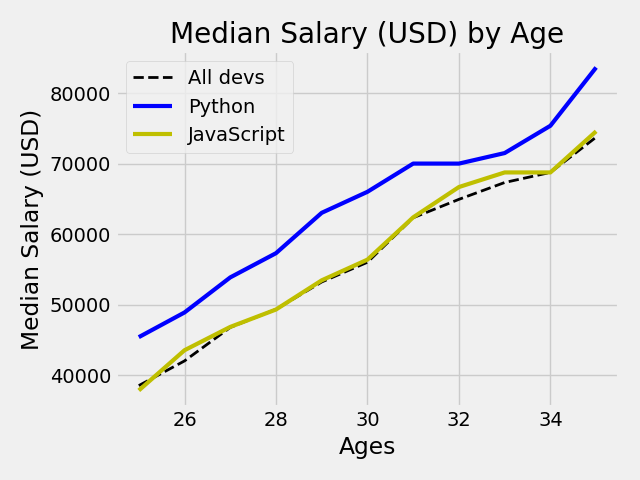 Median Salary (USD) by Age
All devs
Python
JavaScript
Median Salary (USD)
80000
70000
60000
50000
40000
26 28 30 32 34
Ages